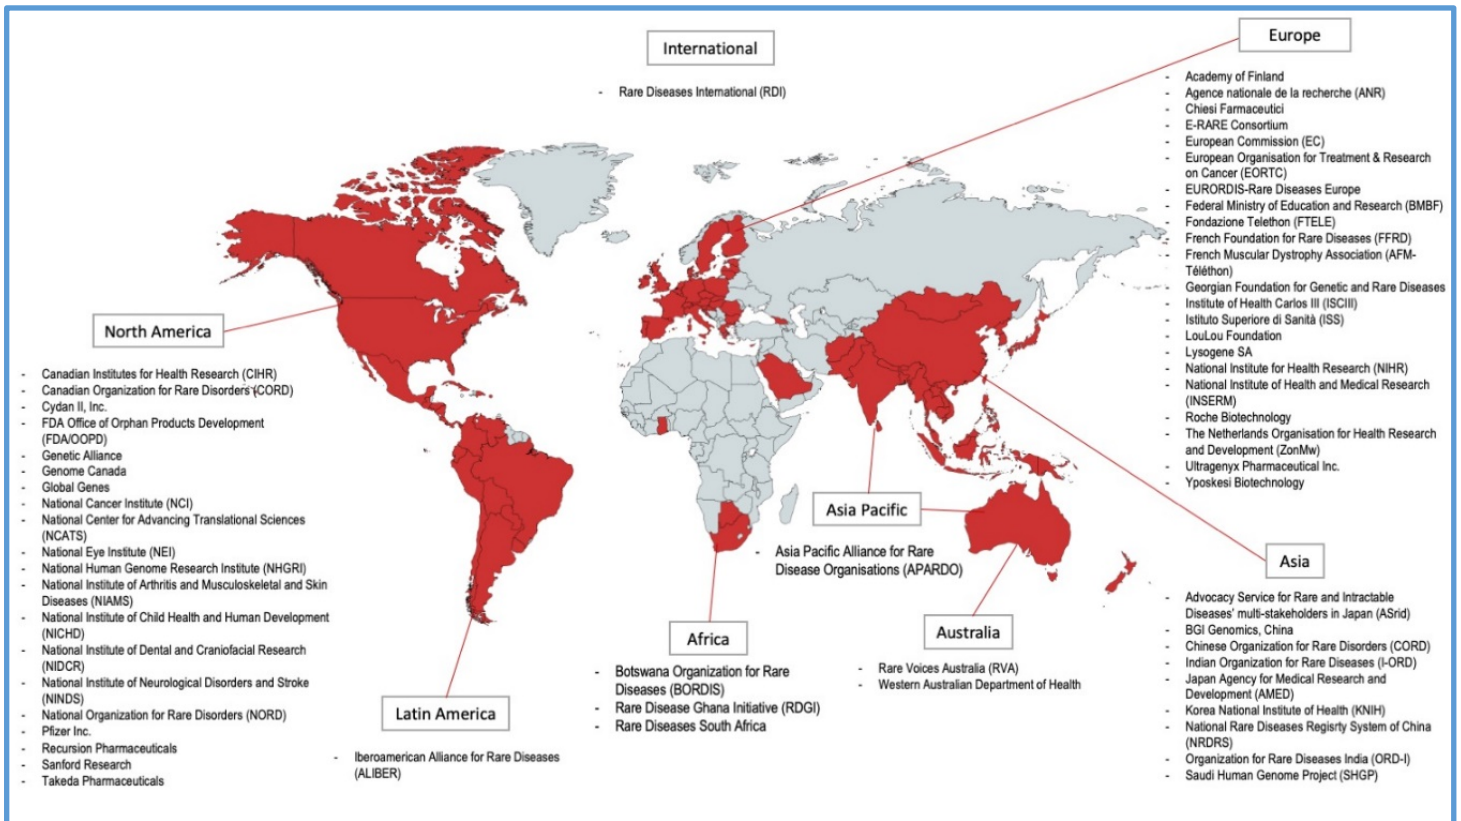 International
- Rare Diseases International (RDI)
Europe
- Academy of Finland
- Agence nationale de la recherche (ANR)
- Chiesi Farmaceutici
- E-RARE Consortium
- European Commission (EC)
- European Organisation for Treatment & Research
on Cancer (EORTC)
- EURORDIS-Rare Diseases Europe
- Federal Ministry of Education and Research (BMBF)
- Fondazione Telethon (FTELE)
- French Foundation for Rare Diseases (FFRD)
- French Muscular Dystrophy Association (AFM-
Téléthon)
- Georgian Foundation for Genetic and Rare Diseases
- Institute of Health Carlos III (ISCIII)
- Istituto Superiore di Sanità (ISS)
- LouLou Foundation
- Lysogene SA
- National Institute for Health Research (NIHR)
- National Institute of Health and Medical Research
(INSERM)
- Roche Biotechnology
- The Netherlands Organisation for Health Research
and Development (ZonMw)
- Ultragenyx Pharmaceutical Inc.
- Yposkesi Biotechnology
North America
- Canadian Institutes for Health Research (CIHR)
- Canadian Organization for Rare Disorders (CORD)
- Cydan II, Inc.
- FDA Office of Orphan Products Development
(FDA/OOPD)
- Genetic Alliance
- Genome Canada
- Global Genes
- National Cancer Institute (NCI)
- National Center for Advancing Translational Sciences
(NCATS)
- National Eye Institute (NEI)
- National Human Genome Research Institute (NHGRI)
- National Institute of Arthritis and Musculoskeletal and Skin
Diseases (NIAMS)
- National Institute of Child Health and Human Development
(NICHD)
- National Institute of Dental and Craniofacial Research
(NIDCR)
- National Institute of Neurological Disorders and Stroke
(NINDS)
- National Organization for Rare Disorders (NORD)
- Pfizer Inc.
- Recursion Pharmaceuticals
- Sanford Research
- Takeda Pharmaceuticals
Latin America
- Iberoamerican Alliance for Rare Diseases
(ALIBER)
Africa
- Botswana Organization for Rare
Diseases (BORDIS)
- Rare Disease Ghana Initiative (RDGI)
- Rare Diseases South Africa
Asia Pacific
- Asia Pacific Alliance for Rare
Disease Organisations (APARDO)
Australia
- Rare Voices Australia (RVA)
- Western Australian Department of Health
Asia
- Advocacy Service for Rare and Intractable
Diseases' multi-stakeholders in Japan (ASrid)
- BGI Genomics, China
- Chinese Organization for Rare Disorders (CORD)
- Indian Organization for Rare Diseases (I-ORD)
- Japan Agency for Medical Research and
Development (AMED)
- Korea National Institute of Health (KNIH)
- National Rare Diseases Regisrty System of China
(NRDRS)
- Organization for Rare Diseases India (ORD-I)
- Saudi Human Genome Project (SHGP)